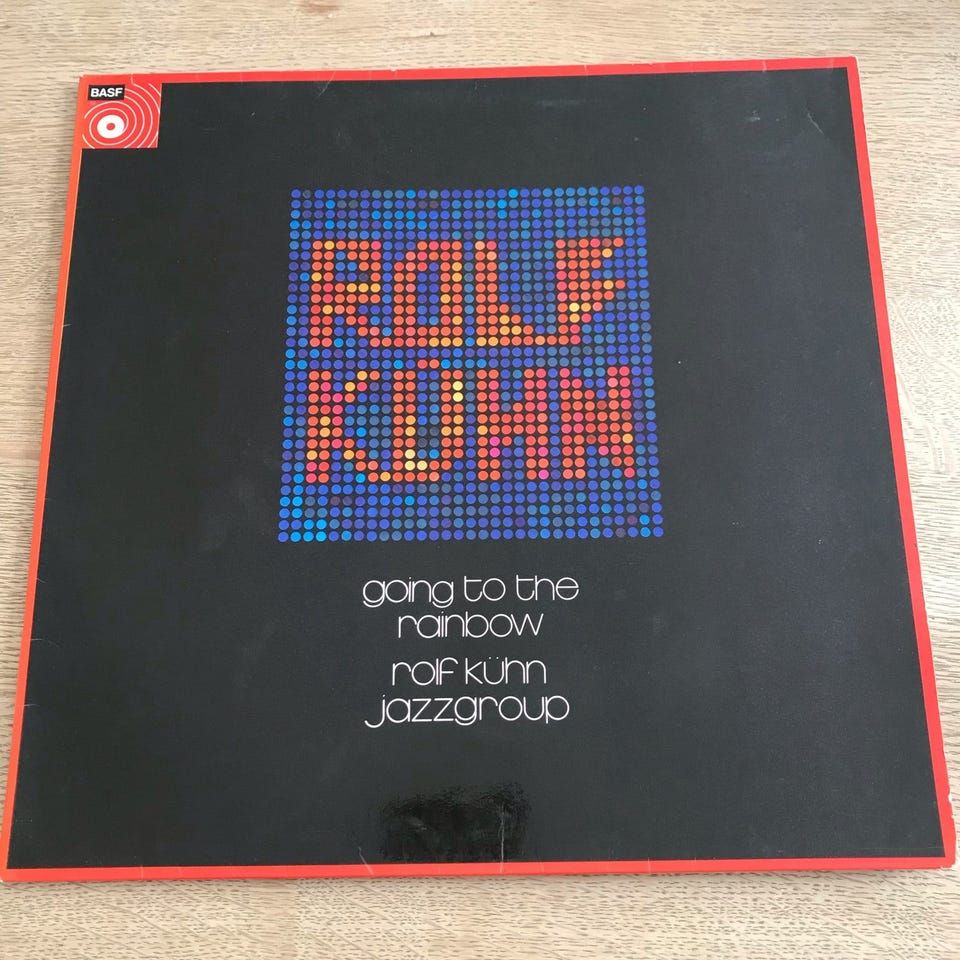 BASF
ROLF
KÜHN
going to the
rainbow
rolf kühn
jazzgroup